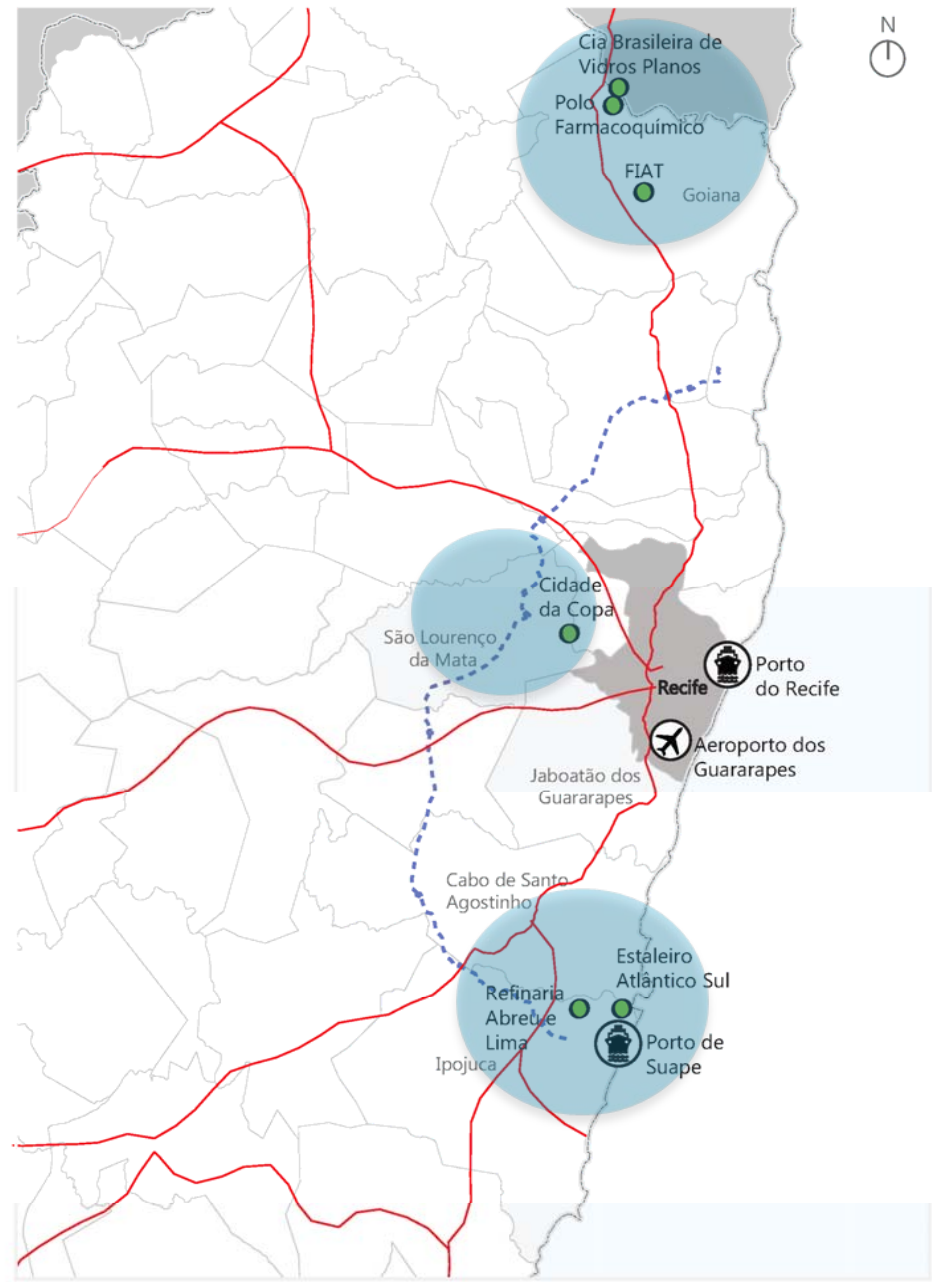 N
Cia Brasileira de
Vidros Planos
Polo
Farmacoquímico
FIAT
Goiana
Cidade
da Copa
São Lourenço
da Mata
Recife
Porto
do Recife
Aeroporto dos
Guararapes
Jaboatão dos
Guararapes
Cabo de Santo
Agostinho
Estaleiro
Atlântico Sul
Refinaria
Abreu e
Lima
Porto de
Suape
Ipojuca